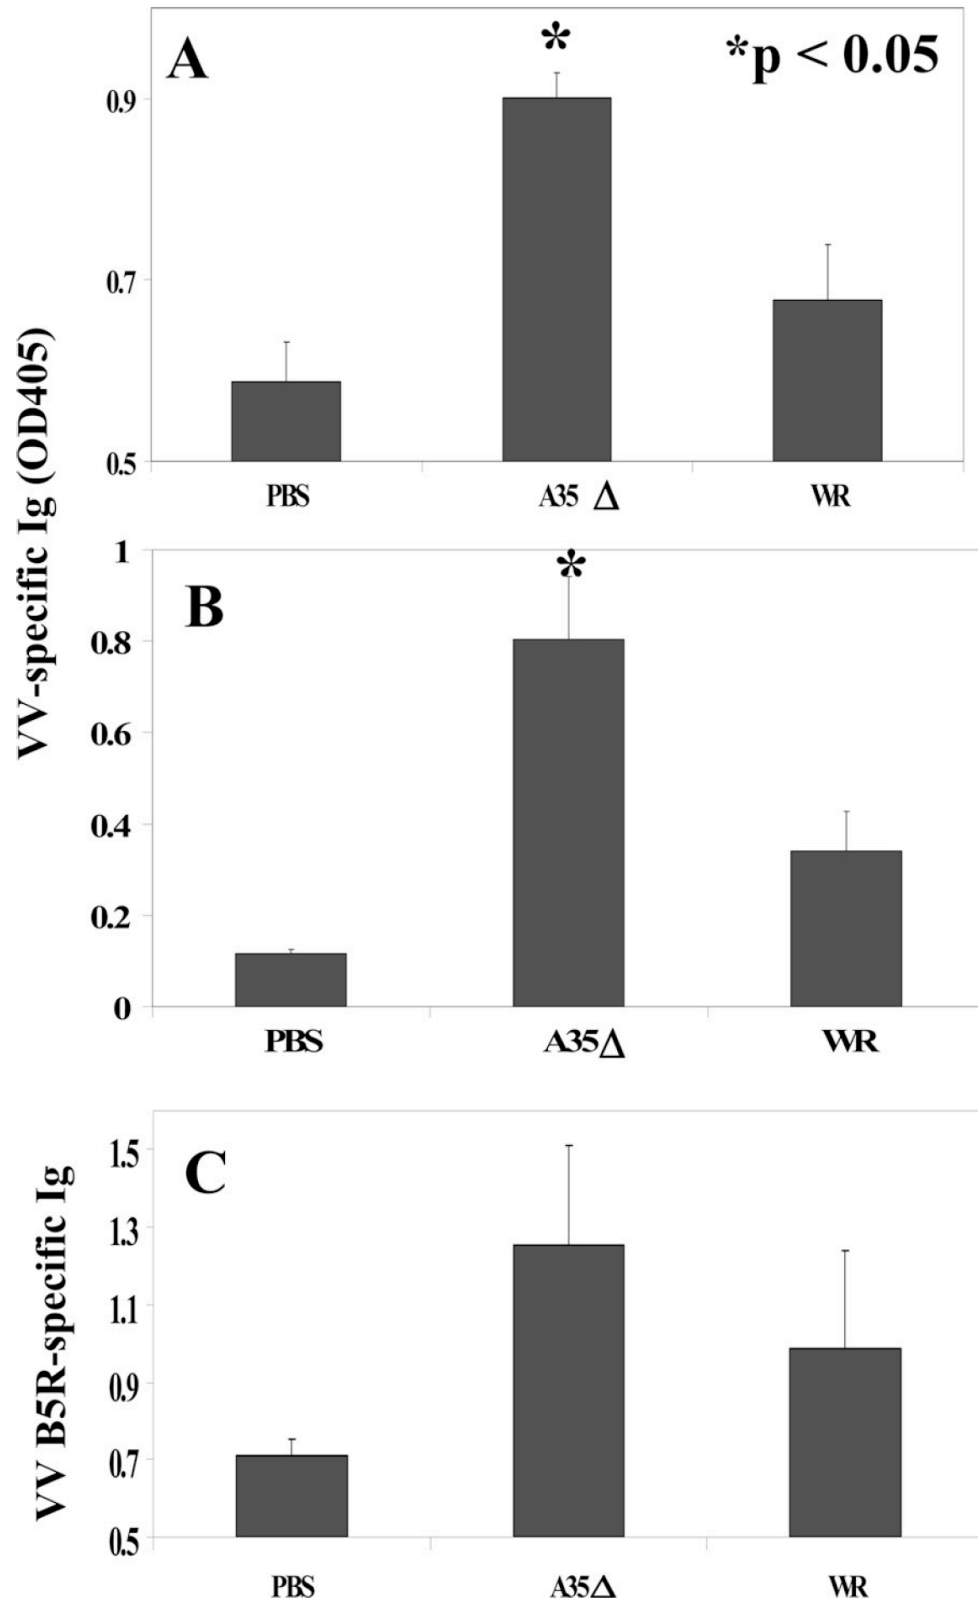 A
*
*p < 0.05
0.9
0.7
0.5
PBS
A35 Δ
WR
VV-specific Ig (OD405)
B
*
1
0.8
0.6
0.4
0.2
0
PBS
A35Δ
WR
C
VV B5R-specific Ig
1.5
1.3
1.1
0.9
0.7
0.5
PBS
A35Δ
WR